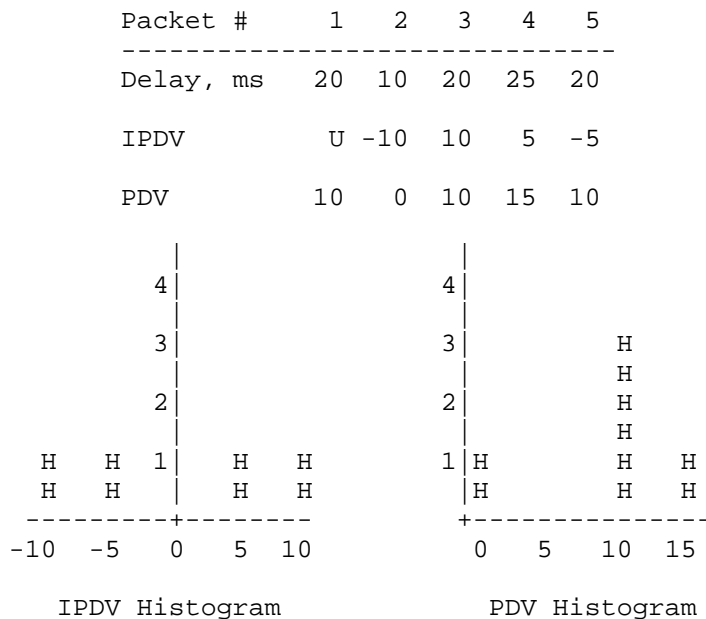 Packet #     1   2   3   4   5
-------------------------------
Delay, ms   20  10  20  25  20
IPDV         U -10  10   5  -5
PDV         10   0  10  15  10
         |                 |
        4|                4|
         |                 |
        3|                3|         H
         |                 |         H
        2|                2|         H
         |                 |         H
 H   H  1|   H   H        1|H        H   H
 H   H   |   H   H         |H        H   H
---------+--------         +---------------
-10  -5  0   5  10          0   5   10  15
IPDV Histogram             PDV Histogram